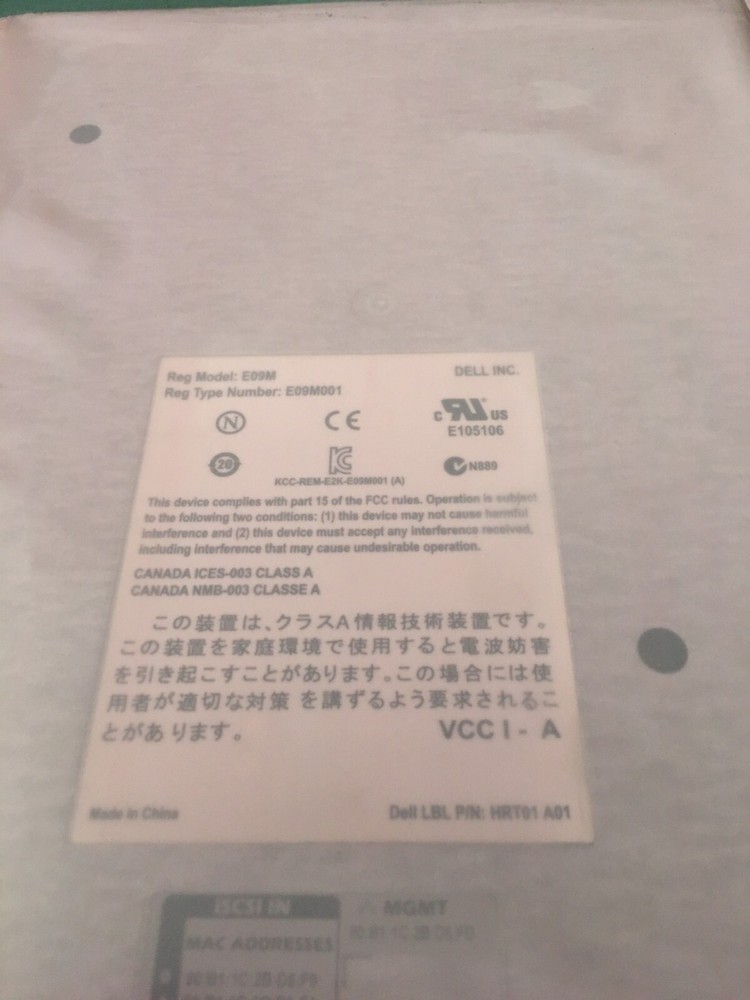 Reg Model: E09M
DELL INC.
Reg Type Number: E09M001
N
CE
c RU US
E105106
20
KC
N889
KCC-REM-E2K-E09M001 (A)
This device complies with part 15 of the FCC rules. Operation is subject
to the following two conditions: (1) this device may not cause harmful
interference and (2) this device must accept any interference received,
including interference that may cause undesirable operation.
CANADA ICES-003 CLASS A
CANADA NMB-003 CLASSE A
この装置は、クラスA情報技術装置です。
この装置を家庭環境で使用すると電波妨害
を引き起こすことがあります。この場合には使
用者が適切な対策 を講ずるよう要求されるこ
とがあります。
VCCI - A
Made in China
Dell LBL P/N: HRT01 A01
iSCSI IN
MGMT
MAC ADDRESSES